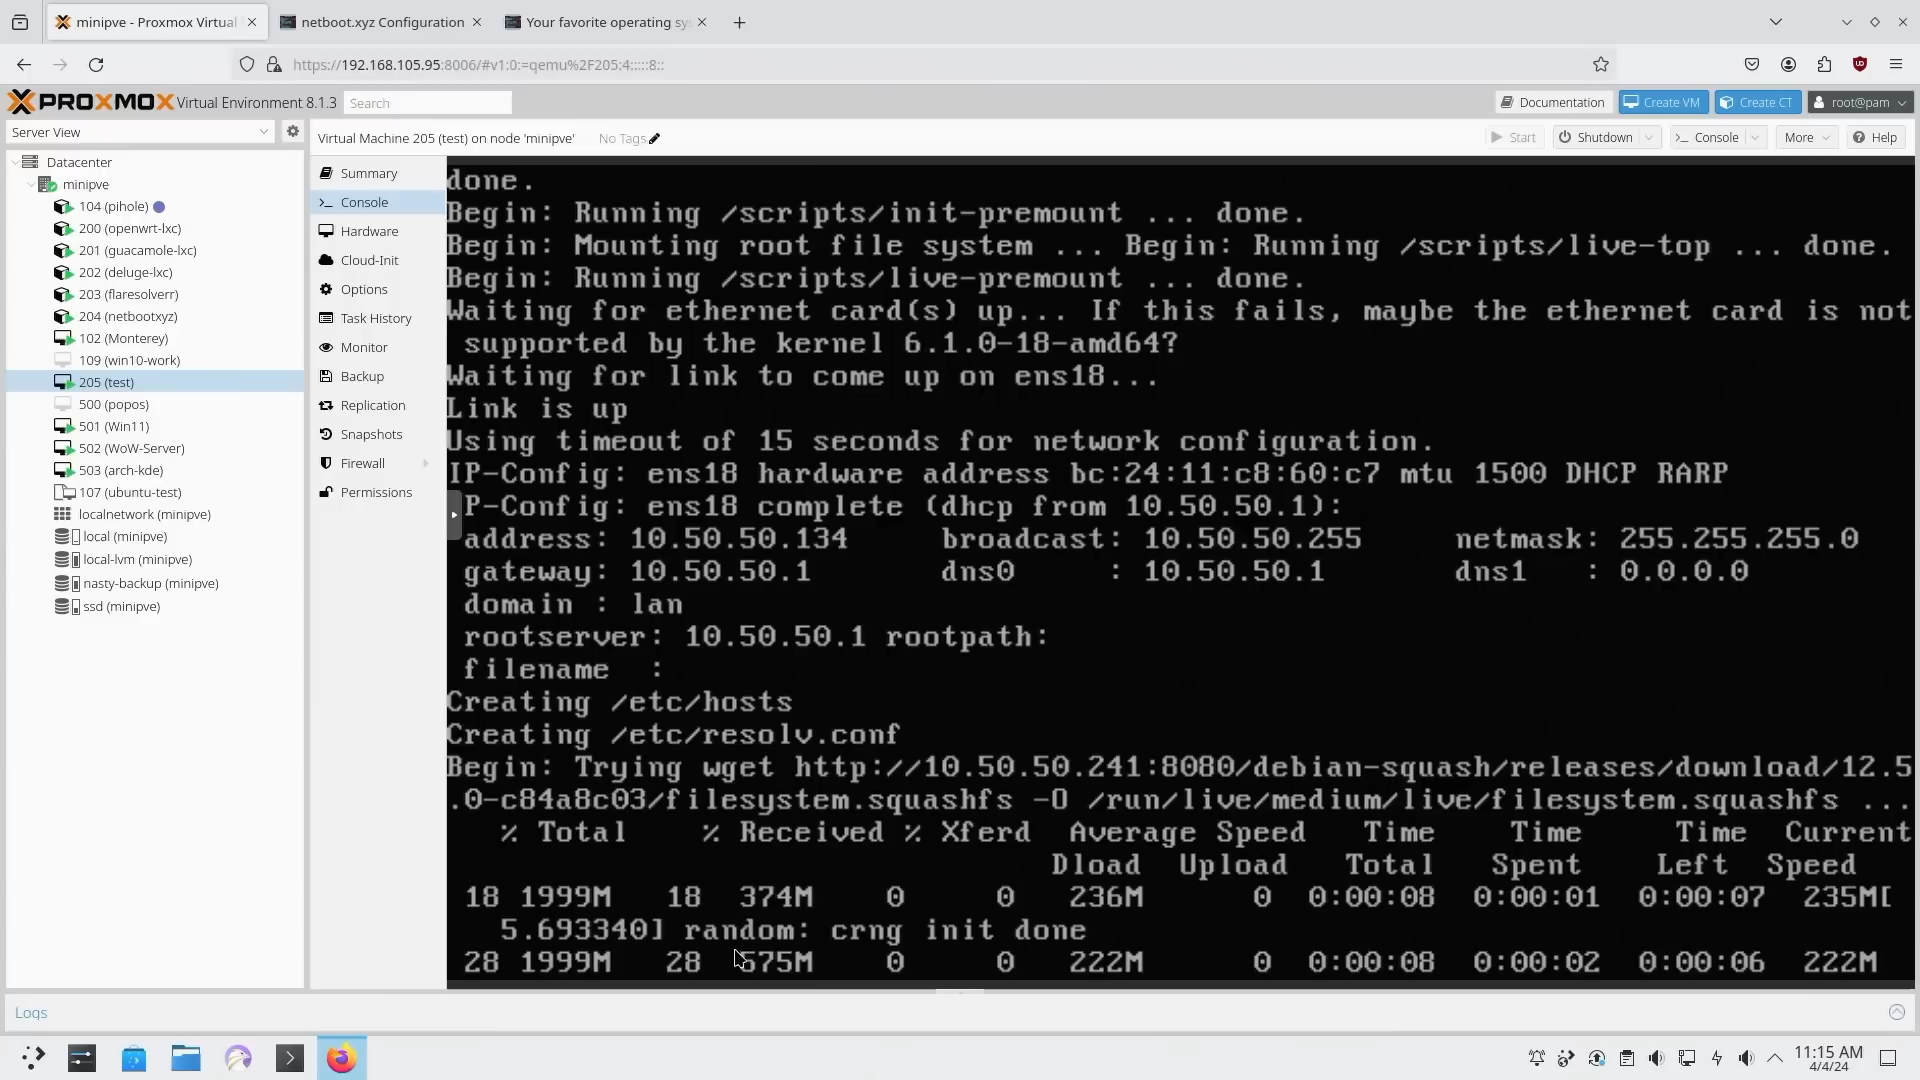 minipve - Proxmox Virtual
netboot.xyz Configuration
Your favorite operating sy
https://192.168.105.95:8006/#v1:0:=qemu%2F205:4:::::8::
PROXMOX Virtual Environment 8.1.3
Search
Documentation
Create VM
Create CT
root@pam
Server View
Virtual Machine 205 (test) on node 'minipve'
No Tags
Start
Shutdown
Console
More
Help
Datacenter
minipve
104 (pihole)
200 (openwrt-lxc)
201 (guacamole-lxc)
202 (deluge-lxc)
203 (flaresolverr)
204 (netbootxyz)
102 (Monterey)
109 (win10-work)
205 (test)
500 (popos)
501 (Win11)
502 (WoW-Server)
503 (arch-kde)
107 (ubuntu-test)
localnetwork (minipve)
local (minipve)
local-lvm (minipve)
nasty-backup (minipve)
ssd (minipve)
Summary
Console
Hardware
Cloud-Init
Options
Task History
Monitor
Backup
Replication
Snapshots
Firewall
Permissions
done.
Begin: Running /scripts/init-premount ... done.
Begin: Mounting root file system ... Begin: Running /scripts/live-top ... done.
Begin: Running /scripts/live-premount ... done.
Waiting for ethernet card(s) up... If this fails, maybe the ethernet card is not
supported by the kernel 6.1.0-18-amd64?
Waiting for link to come up on ens18...
Link is up
Using timeout of 15 seconds for network configuration.
IP-Config: ens18 hardware address bc:24:11:c8:60:c7 mtu 1500 DHCP RARP
P-Config: ens18 complete (dhcp from 10.50.50.1):
address: 10.50.50.134 broadcast: 10.50.50.255 netmask: 255.255.255.0
gateway: 10.50.50.1 dns0 : 10.50.50.1 dns1 : 0.0.0.0
domain : lan
rootserver: 10.50.50.1 rootpath:
filename :
Creating /etc/hosts
Creating /etc/resolv.conf
Begin: Trying wget http://10.50.50.241:8080/debian-squash/releases/download/12.5
.0-c84a8c03/filesystem.squashfs -O /run/live/medium/live/filesystem.squashfs ...
% Total % Received % Xferd Average Speed Time Time Time Current
Dload Upload Total Spent Left Speed
18 1999M 18 374M 0 0 236M 0 0:00:08 0:00:01 0:00:07 235M[
5.693340] random: crng init done
28 1999M 28 575M 0 0 222M 0 0:00:08 0:00:02 0:00:06 222M
Logs
11:15 AM
4/4/24